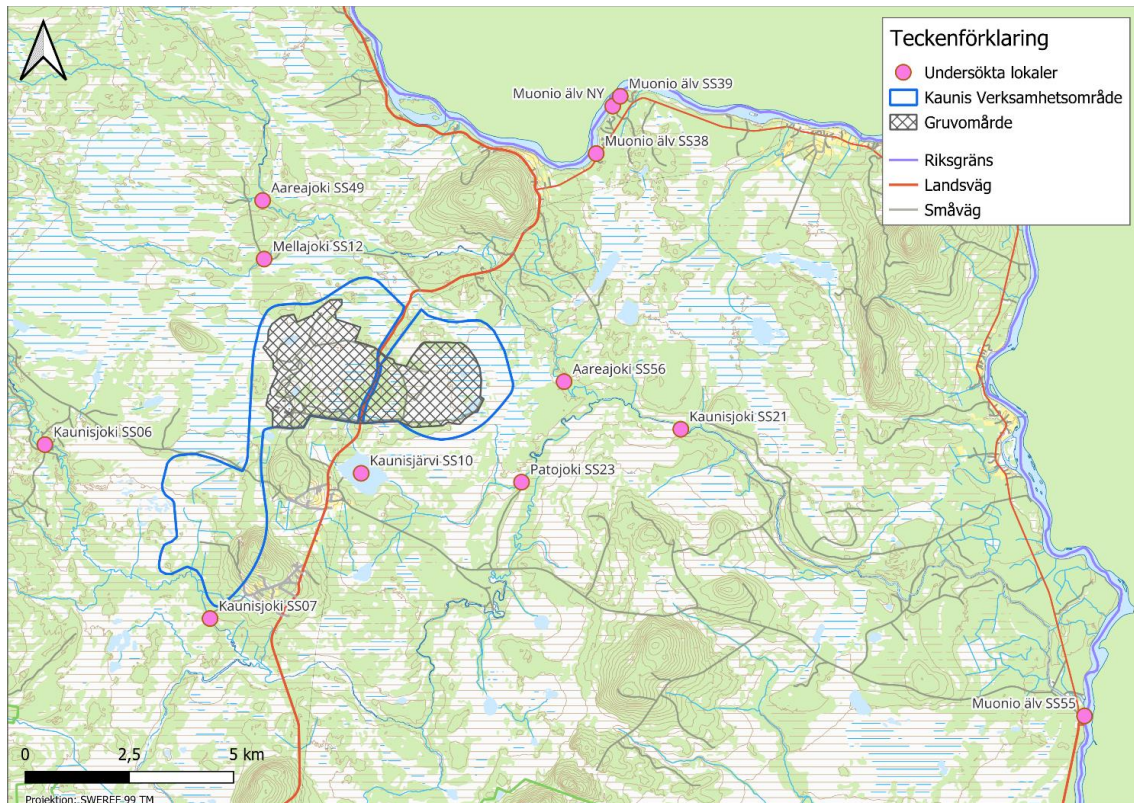 Teckenförklaring
Undersökta lokaler
Kaunis Verksamhetsområde
Gruvomårde
Riksgräns
Landsväg
Småväg
Muonio älv SS39
Muonio älv NY
Muonio älv SS38
Aareajoki SS49
Mellajoki SS12
Aareajoki SS56
Kaunisjoki SS21
Kaunisjoki SS06
Kaunisjärvi SS10
Patojoki SS23
Kaunisjoki SS07
Muonio älv SS55
0 2,5 5 km
Projektion: SWEREF 99 TM